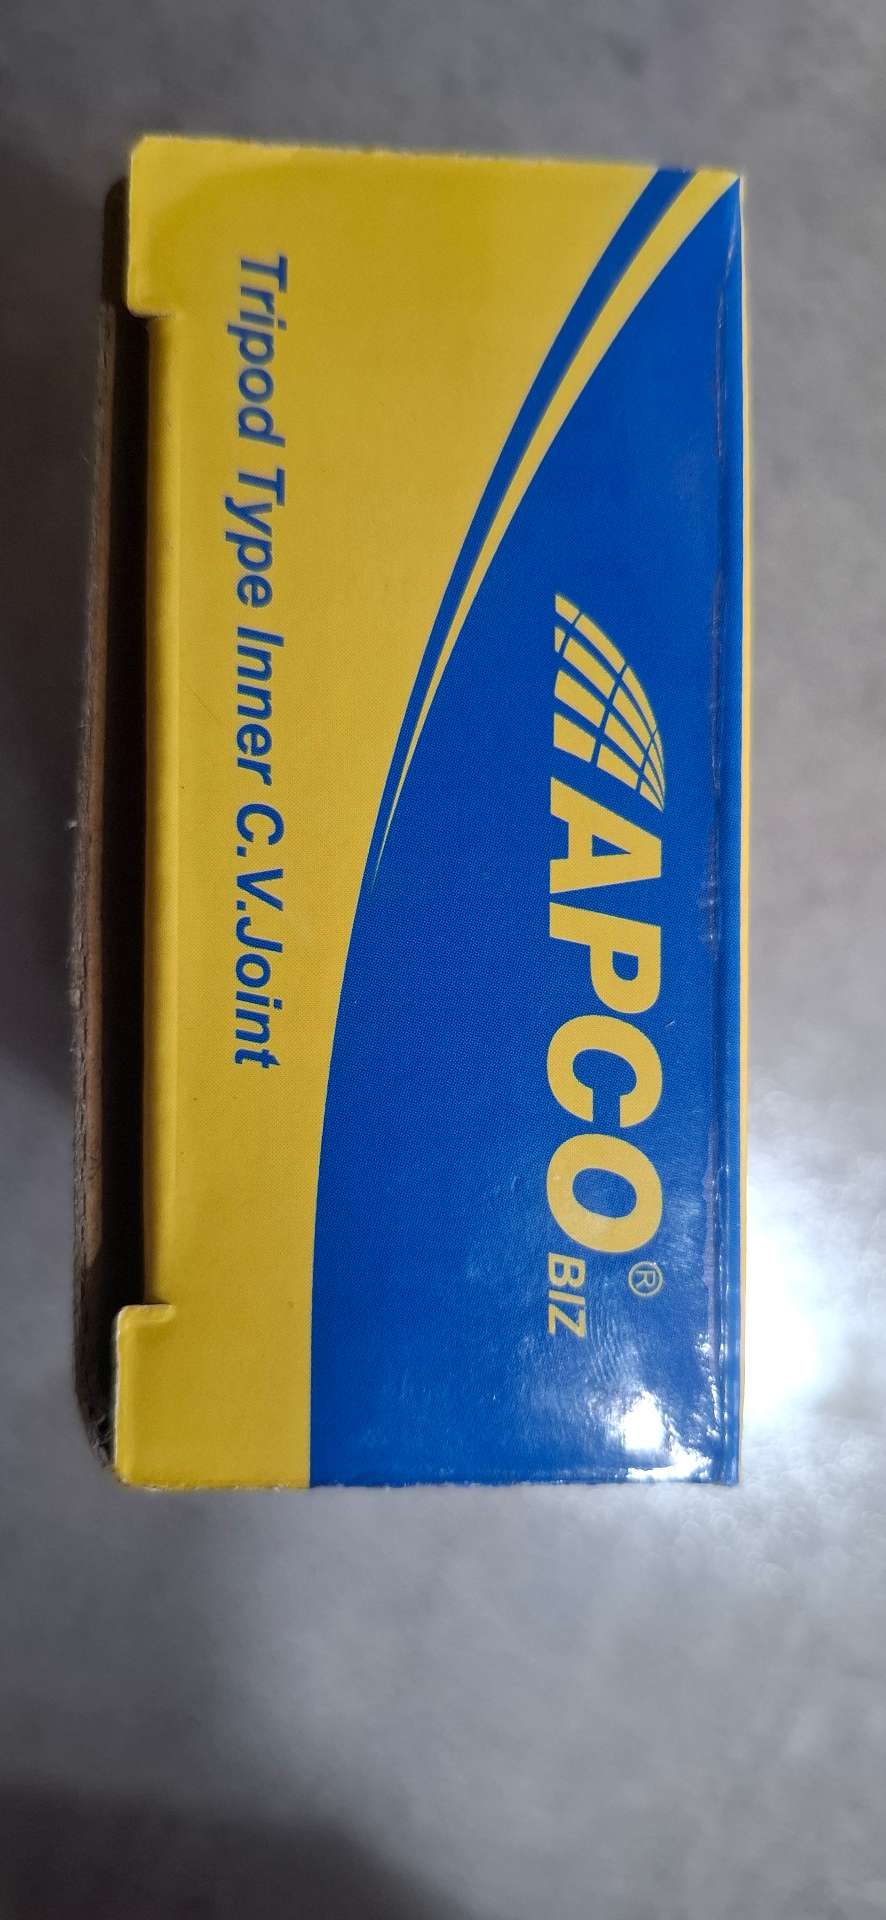 APCO®
BIZ
Tripod Type Inner C.V.Joint